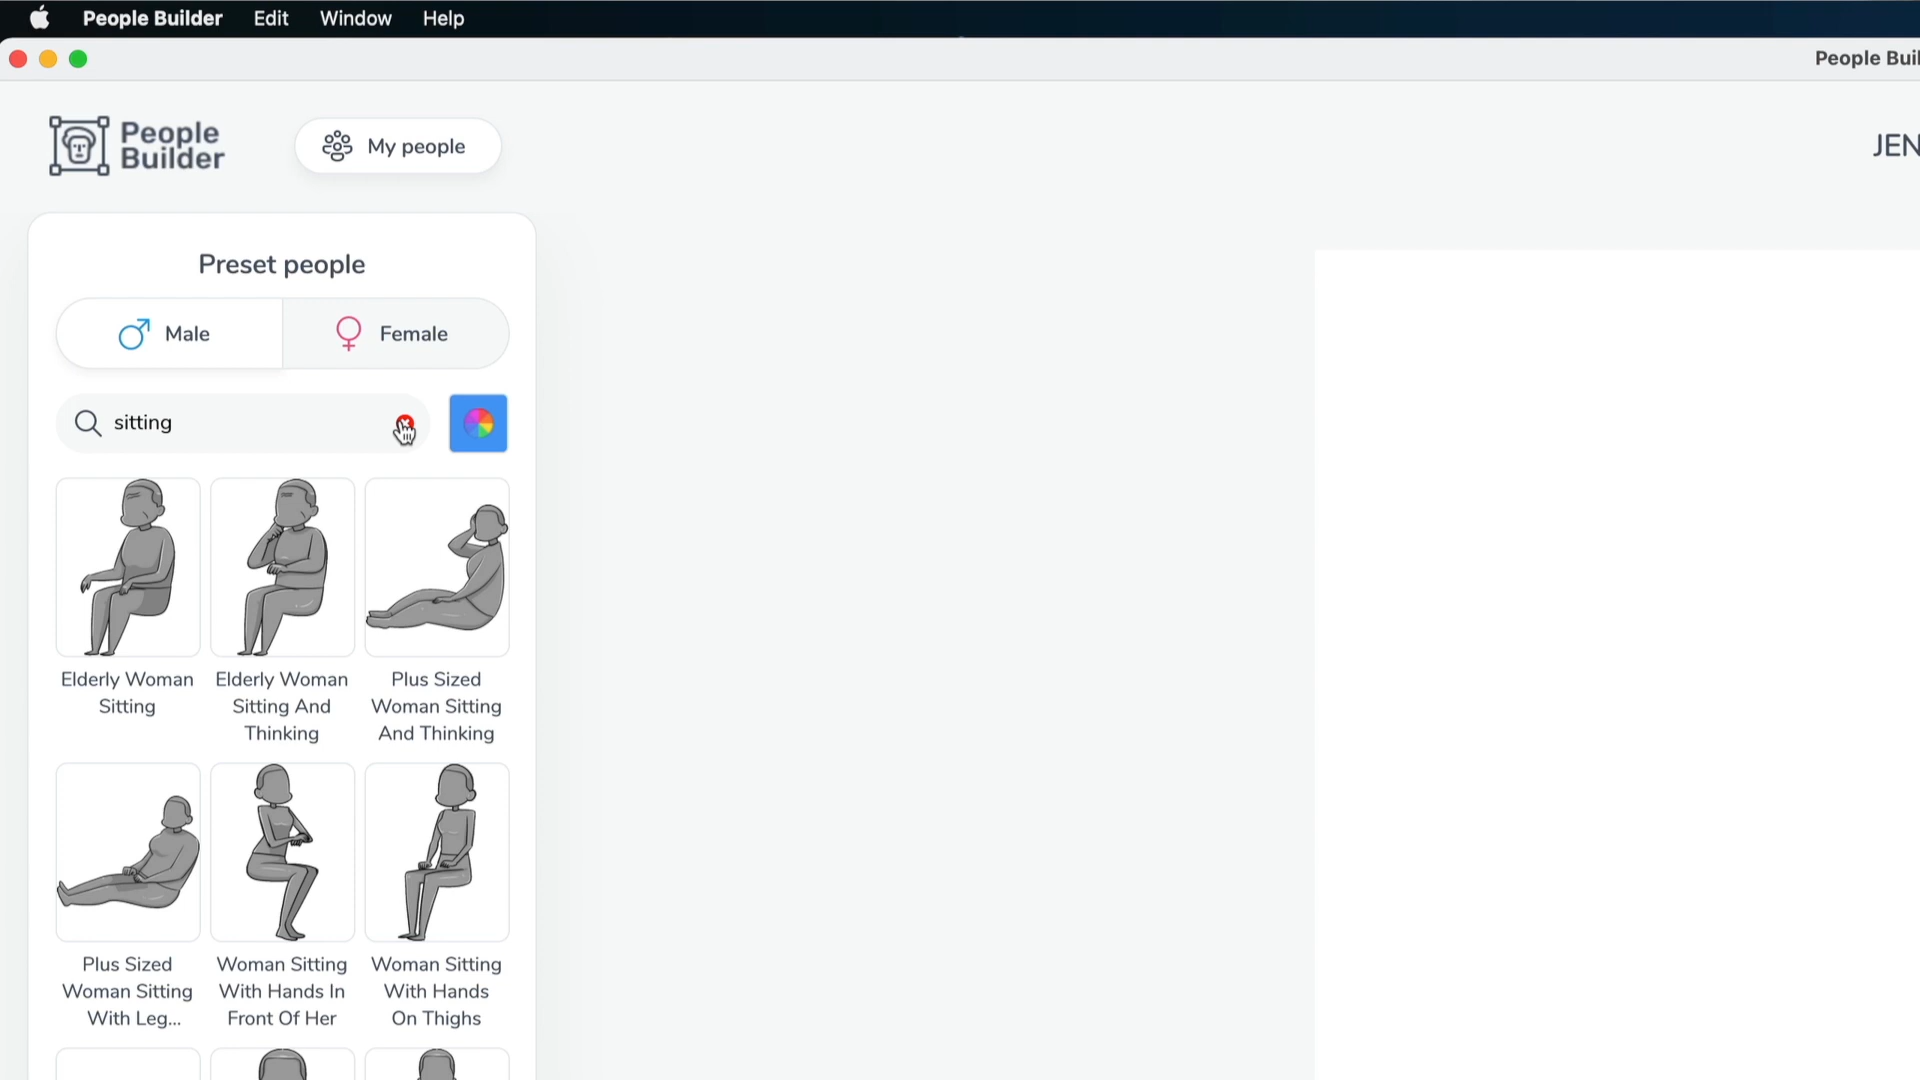 People Builder Edit Window Help
People Buil
People
Builder
My people
JEN
Preset people
Male Female
sitting
Elderly Woman
Sitting
Elderly Woman
Sitting And
Thinking
Plus Sized
Woman Sitting
And Thinking
Plus Sized
Woman Sitting
With Leg...
Woman Sitting
With Hands In
Front Of Her
Woman Sitting
With Hands
On Thighs